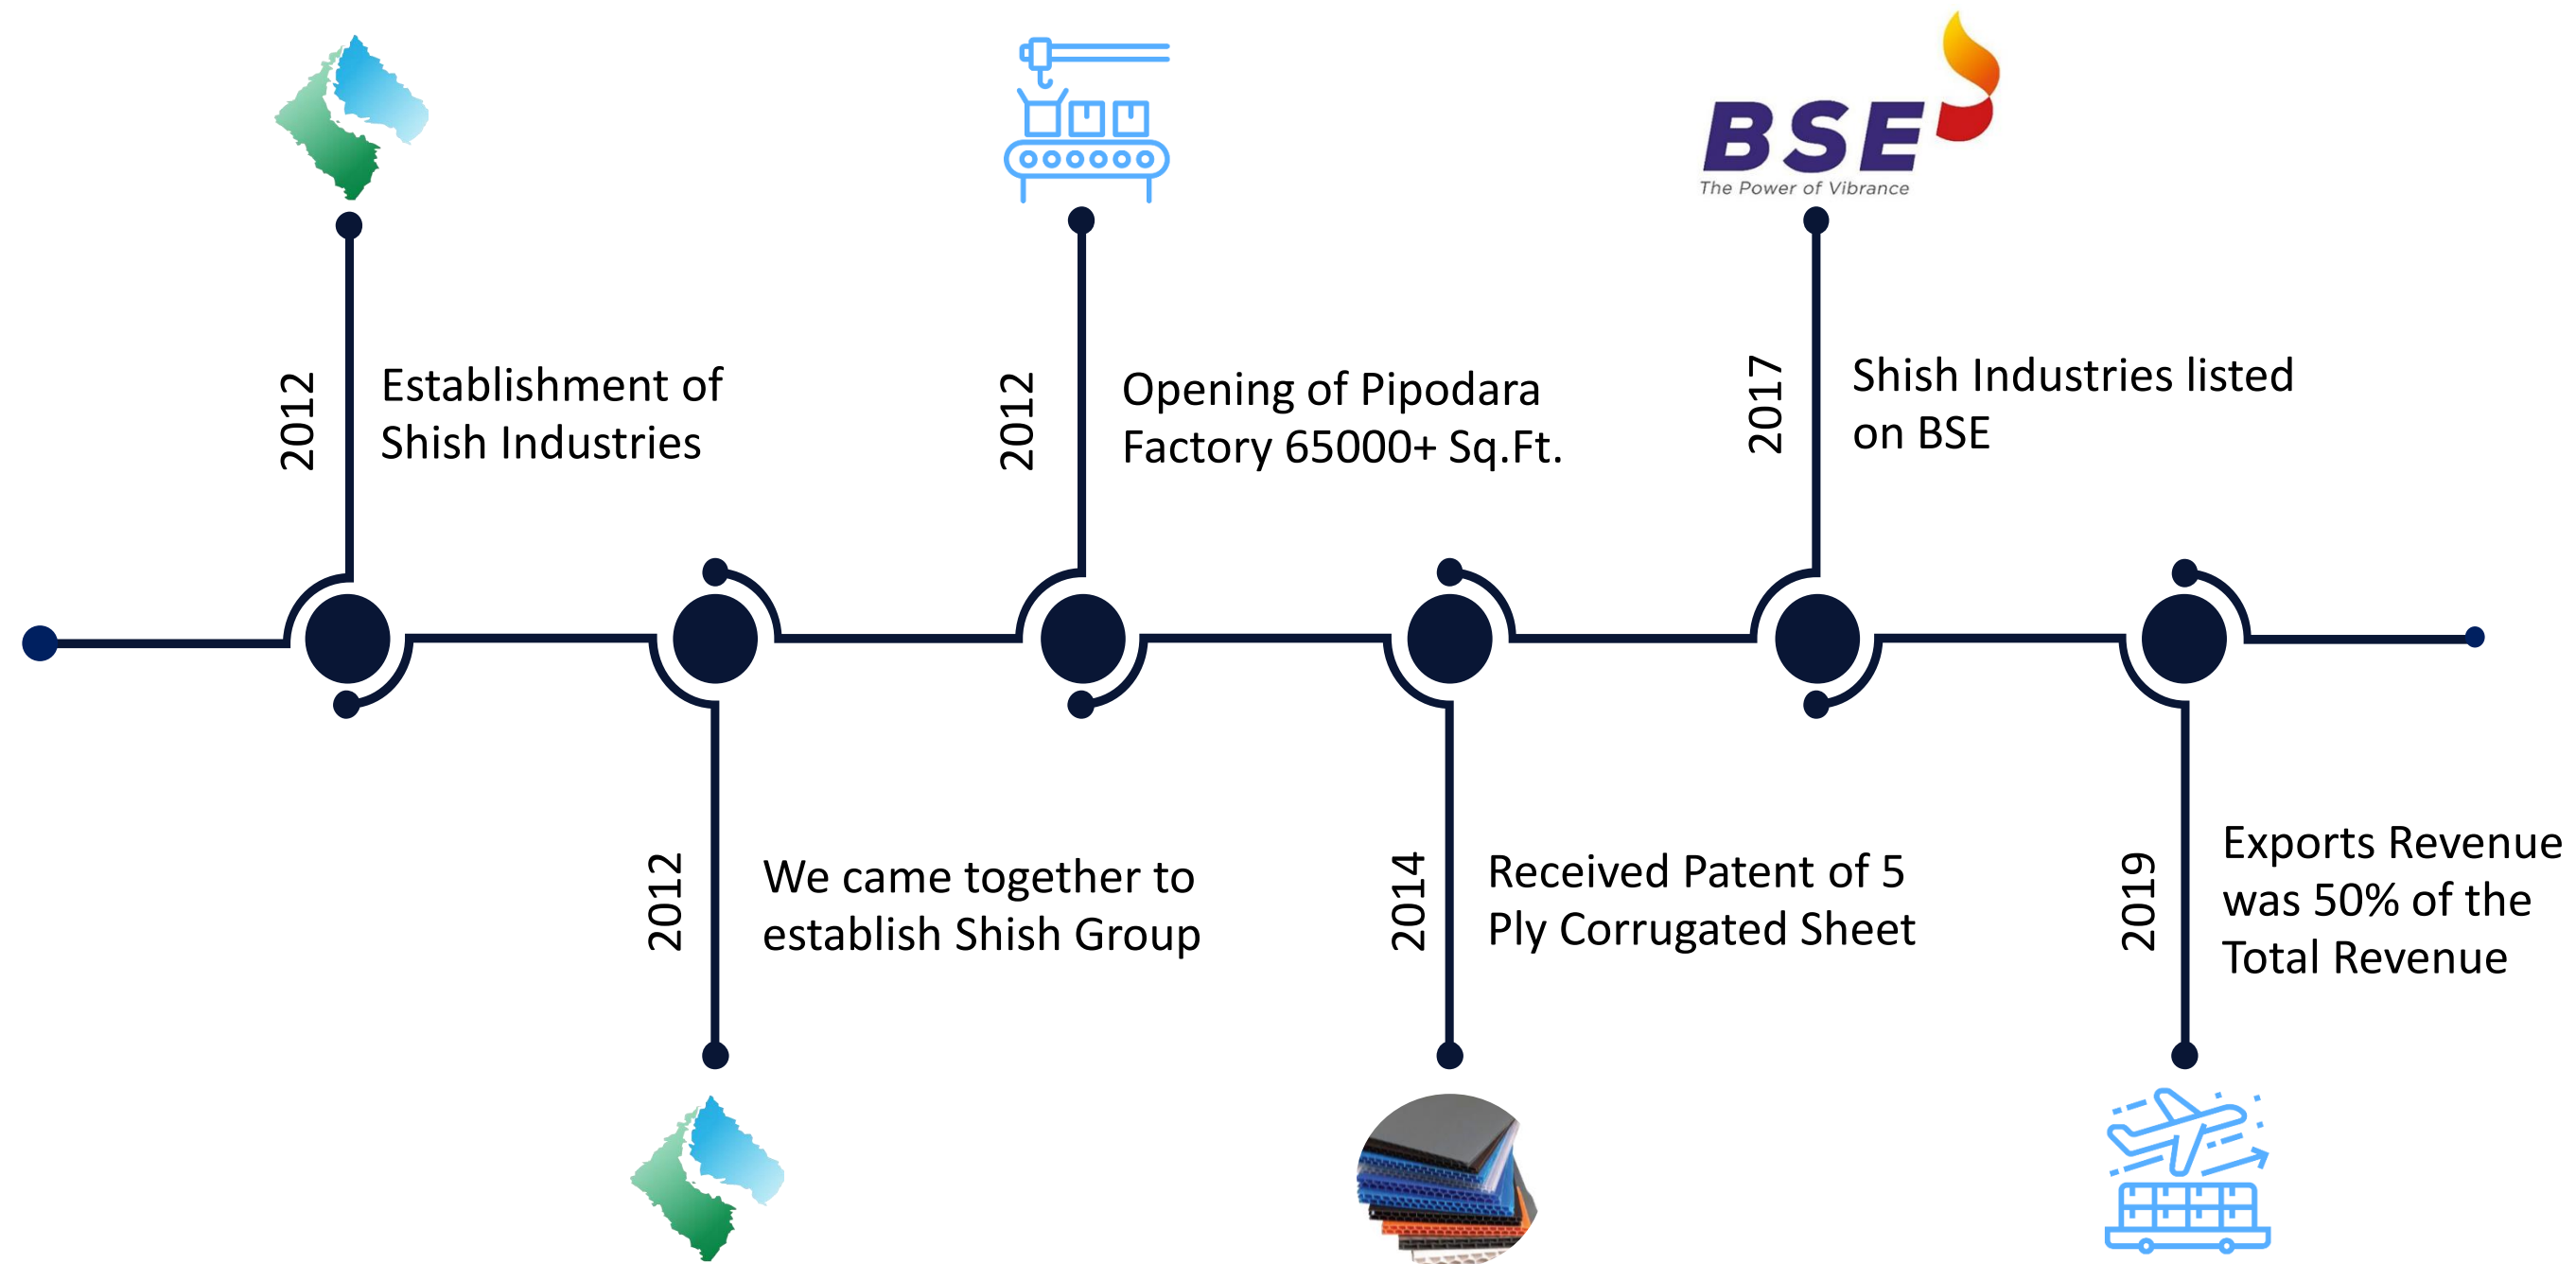 BSE
The Power of Vibrance
2012
Establishment of
Shish Industries
2012
Opening of Pipodara
Factory 65000+ Sq.Ft.
2017
Shish Industries listed
on BSE
2012
We came together to
establish Shish Group
2014
Received Patent of 5
Ply Corrugated Sheet
2019
Exports Revenue
was 50% of the
Total Revenue